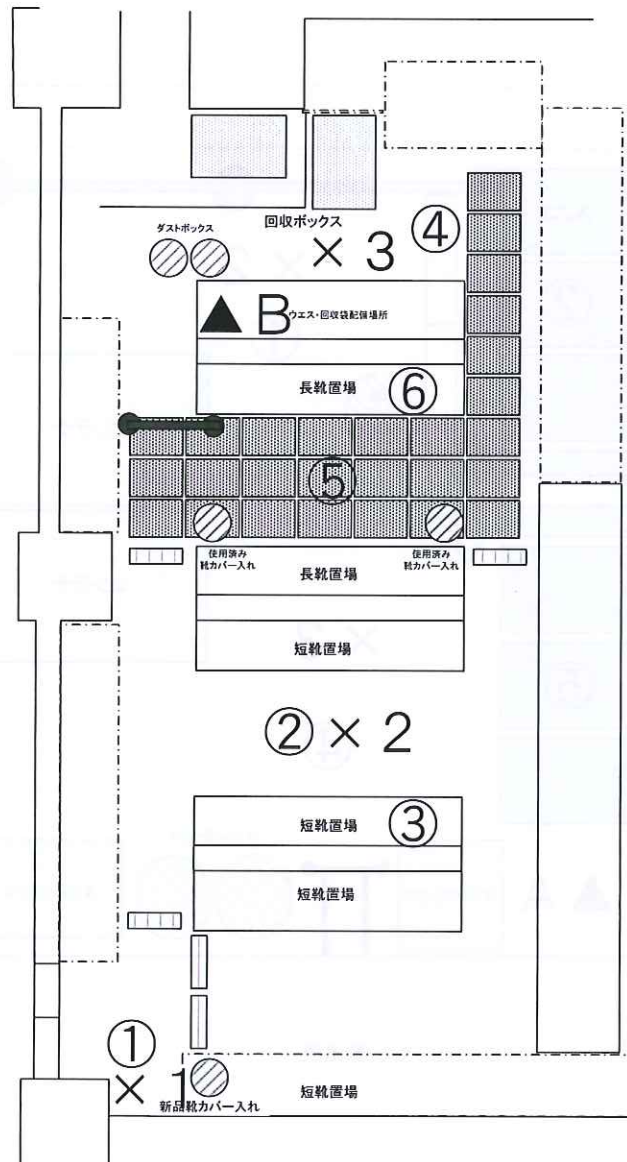 ダストボックス
回収ボックス
④
× 3
▲ B ウエス・回収袋配備場所
長靴置場 ⑥
⑤
使用済み
靴カバー入れ
使用済み
靴カバー入れ
長靴置場
短靴置場
② × 2
短靴置場 ③
短靴置場
①
× 1
新品靴カバー入れ
短靴置場